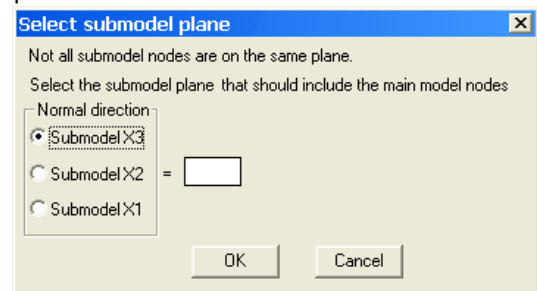 Select submodel plane
Not all submodel nodes are on the same plane.
Select the submodel plane that should include the main model nodes
Normal direction
Submodel X3
Submodel X2 =
Submodel X1
OK Cancel